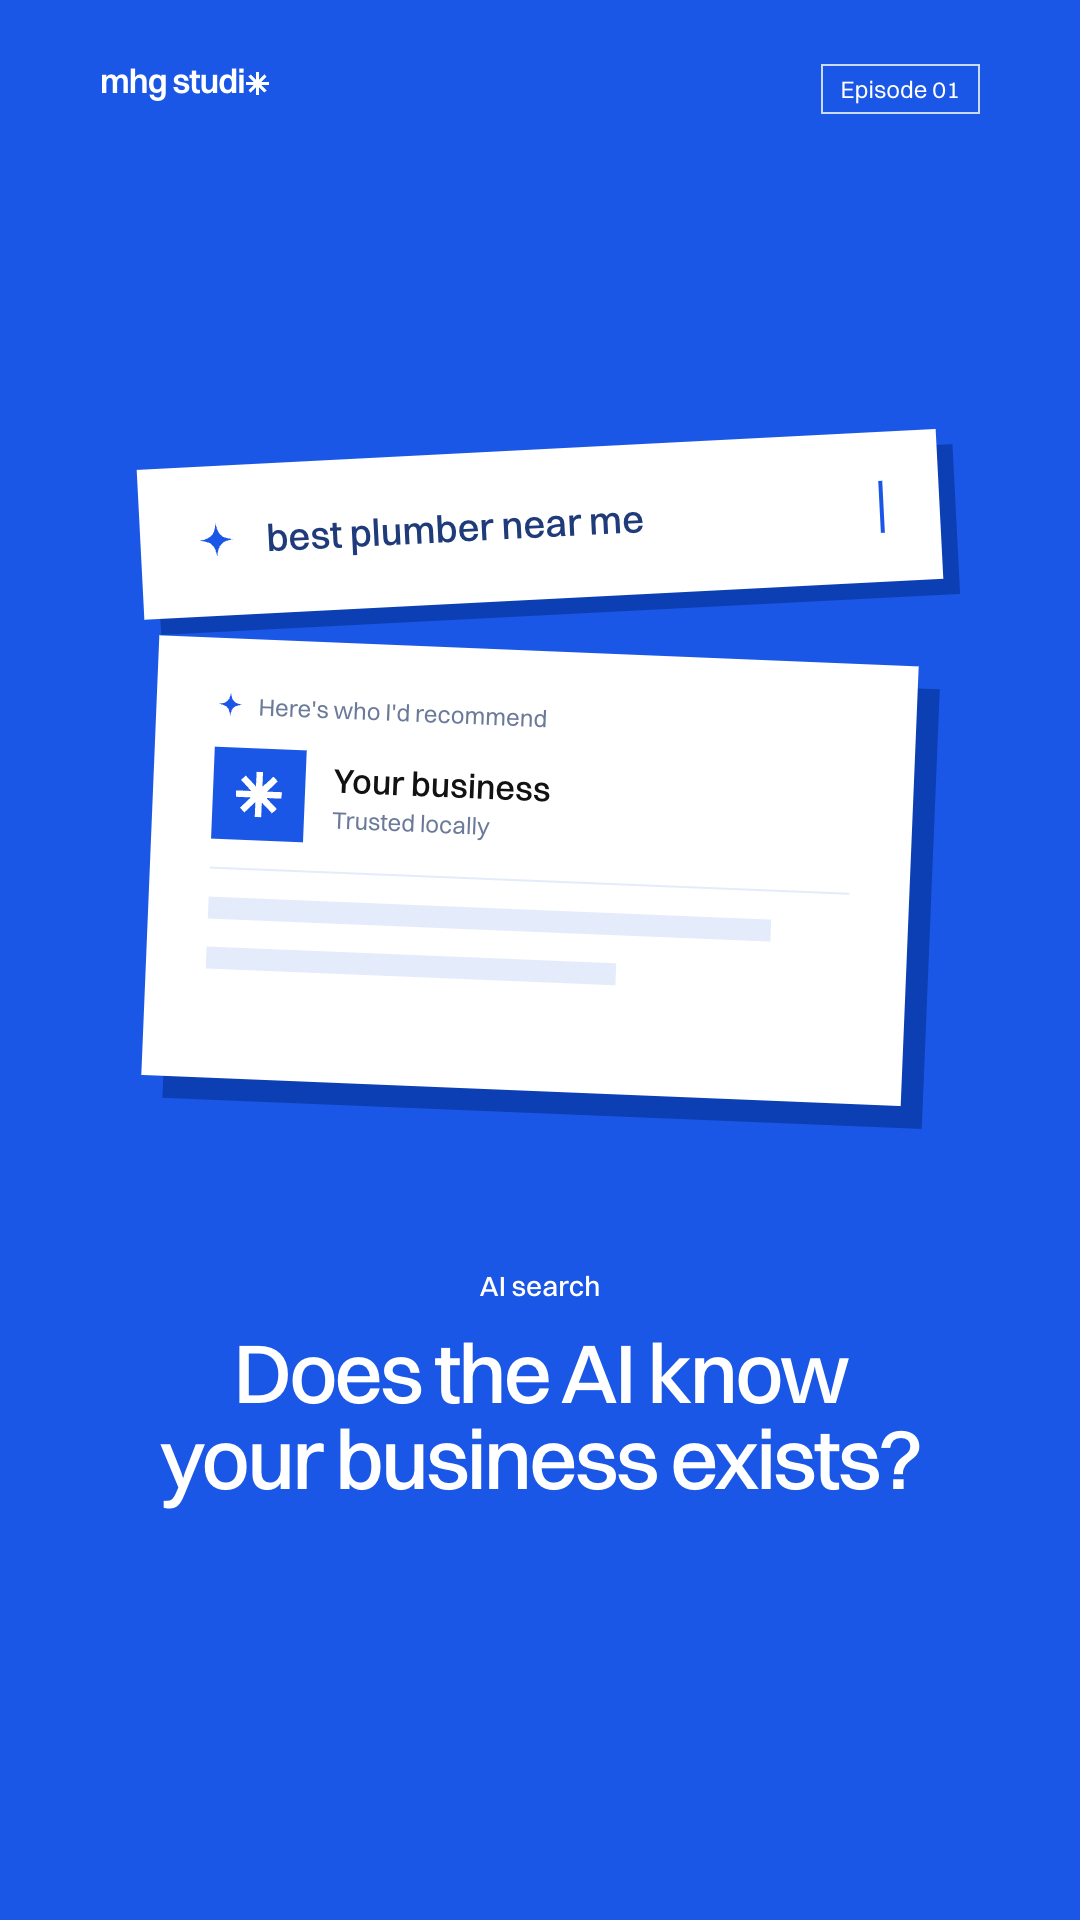 mhg studi✳
Episode 01
best plumber near me
Here's who I'd recommend
Your business
Trusted locally
AI search
Does the AI know
your business exists?